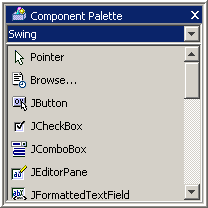 Component Palette
Swing
Pointer
Browse...
JButton
JCheckBox
JComboBox
JEditorPane
JFormattedTextField